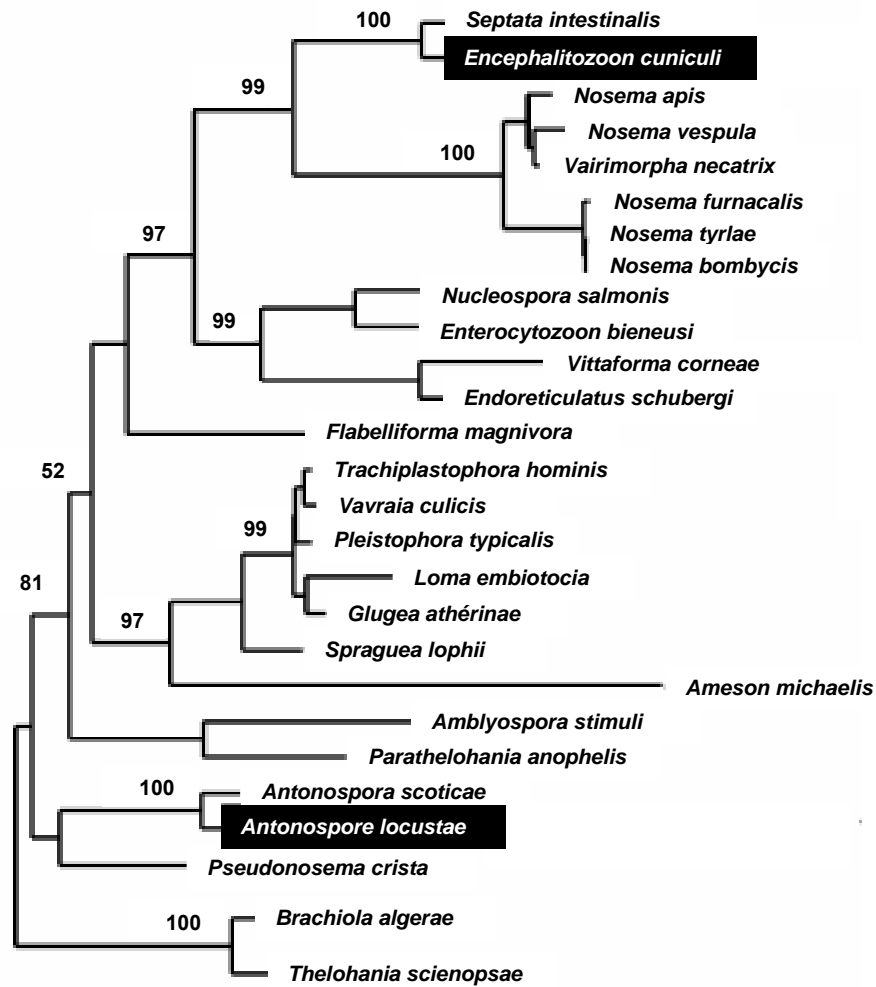 100
Septata intestinalis
Encephalitozoon cuniculi
99
Nosema apis
Nosema vespula
100
Vairimorpha necatrix
Nosema furnacalis
97
Nosema tyrlae
Nosema bombycis
Nucleospora salmonis
99
Enterocytozoon bieneusi
Vittaforma corneae
Endoreticulatus schubergi
Flabelliforma magnivora
52
Trachiplastophora hominis
Vavraia culicis
99
Pleistophora typicalis
Loma embiotocia
81
Glugea athérinae
97
Spraguea lophii
Ameson michaelis
Amblyospora stimuli
Parathelohania anophelis
100
Antonospora scoticae
Antonospore locustae
Pseudonosema crista
100
Brachiola algerae
Thelohania scienopsae